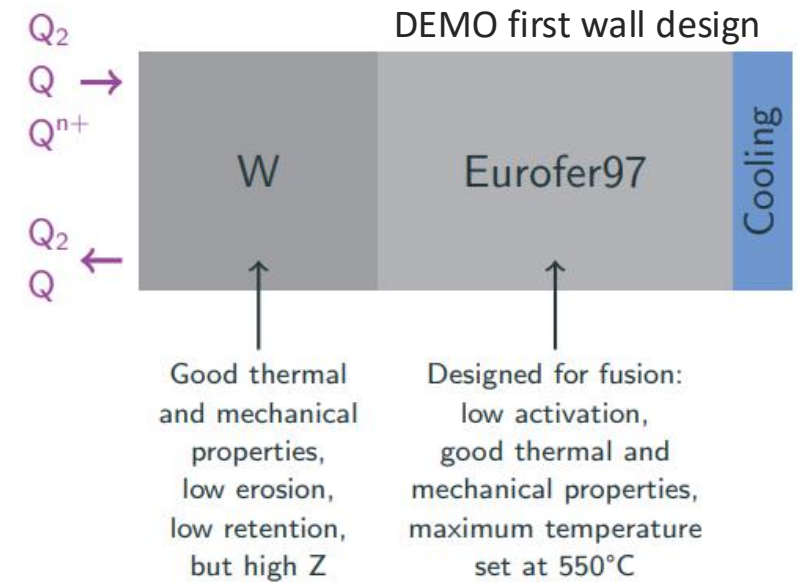 DEMO first wall design
Q₂
Q →
Qⁿ⁺
Q₂
Q ←
W
Eurofer97
Cooling
Good thermal
and mechanical
properties,
low erosion,
low retention,
but high Z
Designed for fusion:
low activation,
good thermal and
mechanical properties,
maximum temperature
set at 550°C